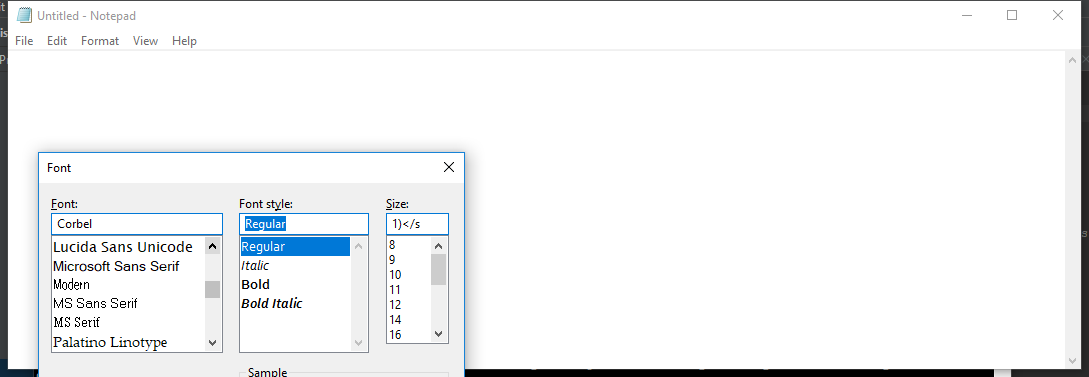 Untitled - Notepad
File Edit Format View Help
Font
Font: Font style: Size:
Corbel Regular 1)</s
Lucida Sans Unicode Regular 8
Microsoft Sans Serif Italic 9
Modern Bold 10
MS Sans Serif Bold Italic 11
MS Serif 12
Palatino Linotype 14
16
Sample